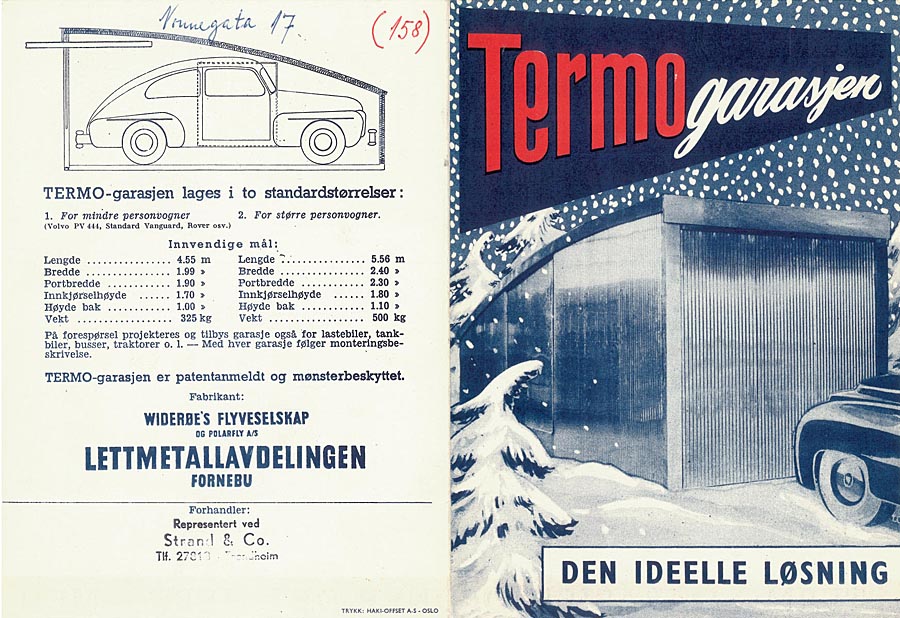 Vonnegata 17.
(158)
TERMO-garasjen lages i to standardstørrelser:
1. For mindre personvogner
(Volvo PV 444, Standard Vanguard, Rover osv.)
2. For større personvogner.
Innvendige mål:
Lengde ................ 4.55 m
Bredde ................ 1.99 »
Portbredde ............ 1.90 »
Innkjørselhøyde ...... 1.70 »
Høyde bak ............ 1.00 »
Vekt .................. 325 kg
Lengde ................ 5.56 m
Bredde ................ 2.40 »
Portbredde ............ 2.30 »
Innkjørselhøyde ...... 1.80 »
Høyde bak ............ 1.10 »
Vekt .................. 500 kg
På forespørsel projekteres og tilbys garasje også for lastebiler, tank-
biler, busser, traktorer o. l. — Med hver garasje følger monteringsbe-
skrivelse.
TERMO-garasjen er patentanmeldt og mønsterbeskyttet.
Fabrikant:
WIDERØE'S FLYVESELSKAP
OG POLARFLY A/S
LETTMETALLAVDELINGEN
FORNEBU
Forhandler:
Representert ved
Strand & Co.
Tlf. Trondheim
TRYKK: HAKI-OFFSET A-S - OSLO
Termo
garasjen
DEN IDEELLE LØSNING